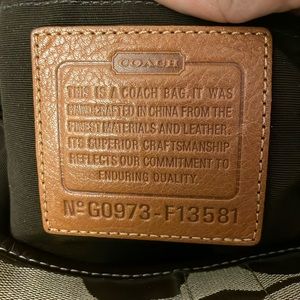 COACH
THIS IS A COACH BAG. IT WAS
HANDCRAFTED IN CHINA FROM THE
FINEST MATERIALS AND LEATHER.
ITS SUPERIOR CRAFTSMANSHIP
REFLECTS OUR COMMITMENT TO
ENDURING QUALITY.
Nº G0973-F13581